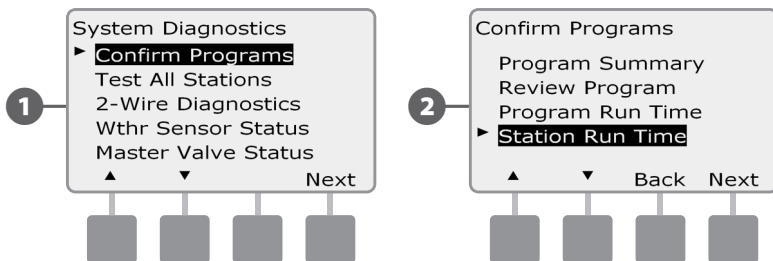 1
System Diagnostics
► Confirm Programs
Test All Stations
2-Wire Diagnostics
Wthr Sensor Status
Master Valve Status
▲ ▼ Next
2
Confirm Programs
Program Summary
Review Program
Program Run Time
► Station Run Time
▲ ▼ Back Next